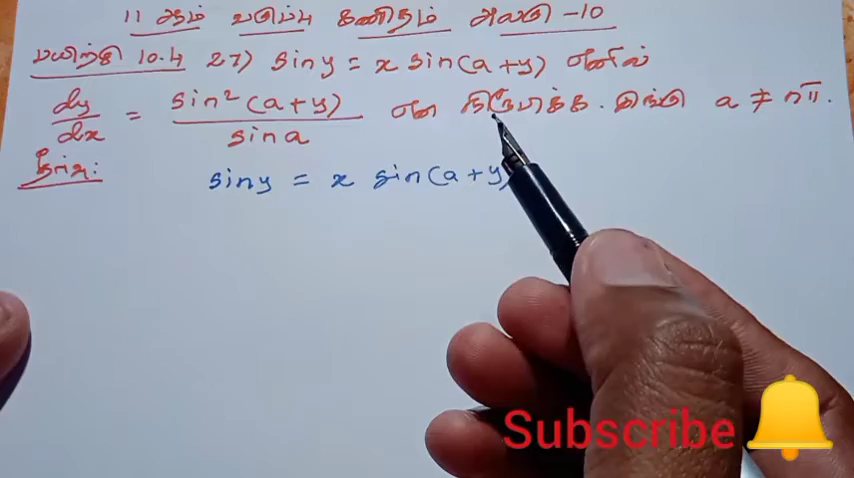 11 ஆம் வகுப்பு கணிதம் அலகு -10
பயிற்சி 10.4 27) siny = x sin(a+y) எனில்
dy/dx = sin²(a+y)/sin a என நிரூபிக்க. இங்கு a ≠ nπ.
தீர்வு:
siny = x sin(a+y)
Subscribe